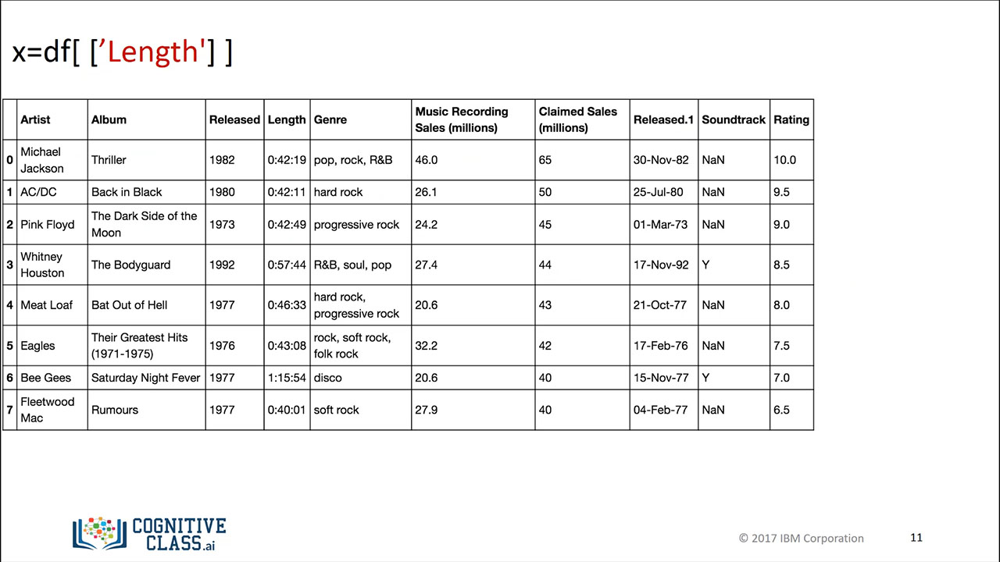 x=df[ [’Length'] ]
Artist Album Released Length Genre Music Recording Sales (millions) Claimed Sales (millions) Released.1 Soundtrack Rating
0 Michael Jackson Thriller 1982 0:42:19 pop, rock, R&B 46.0 65 30-Nov-82 NaN 10.0
1 AC/DC Back in Black 1980 0:42:11 hard rock 26.1 50 25-Jul-80 NaN 9.5
2 Pink Floyd The Dark Side of the Moon 1973 0:42:49 progressive rock 24.2 45 01-Mar-73 NaN 9.0
3 Whitney Houston The Bodyguard 1992 0:57:44 R&B, soul, pop 27.4 44 17-Nov-92 Y 8.5
4 Meat Loaf Bat Out of Hell 1977 0:46:33 hard rock, progressive rock 20.6 43 21-Oct-77 NaN 8.0
5 Eagles Their Greatest Hits (1971-1975) 1976 0:43:08 rock, soft rock, folk rock 32.2 42 17-Feb-76 NaN 7.5
6 Bee Gees Saturday Night Fever 1977 1:15:54 disco 20.6 40 15-Nov-77 Y 7.0
7 Fleetwood Mac Rumours 1977 0:40:01 soft rock 27.9 40 04-Feb-77 NaN 6.5
COGNITIVE
CLASS.ai
© 2017 IBM Corporation
11